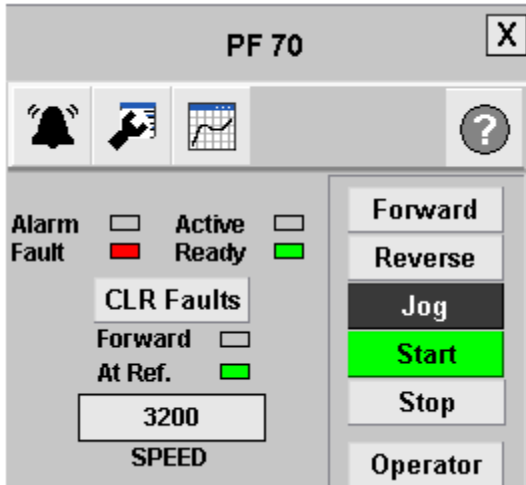 PF 70
X
?
Alarm
Active
Fault
Ready
CLR Faults
Forward
At Ref.
3200
SPEED
Forward
Reverse
Jog
Start
Stop
Operator